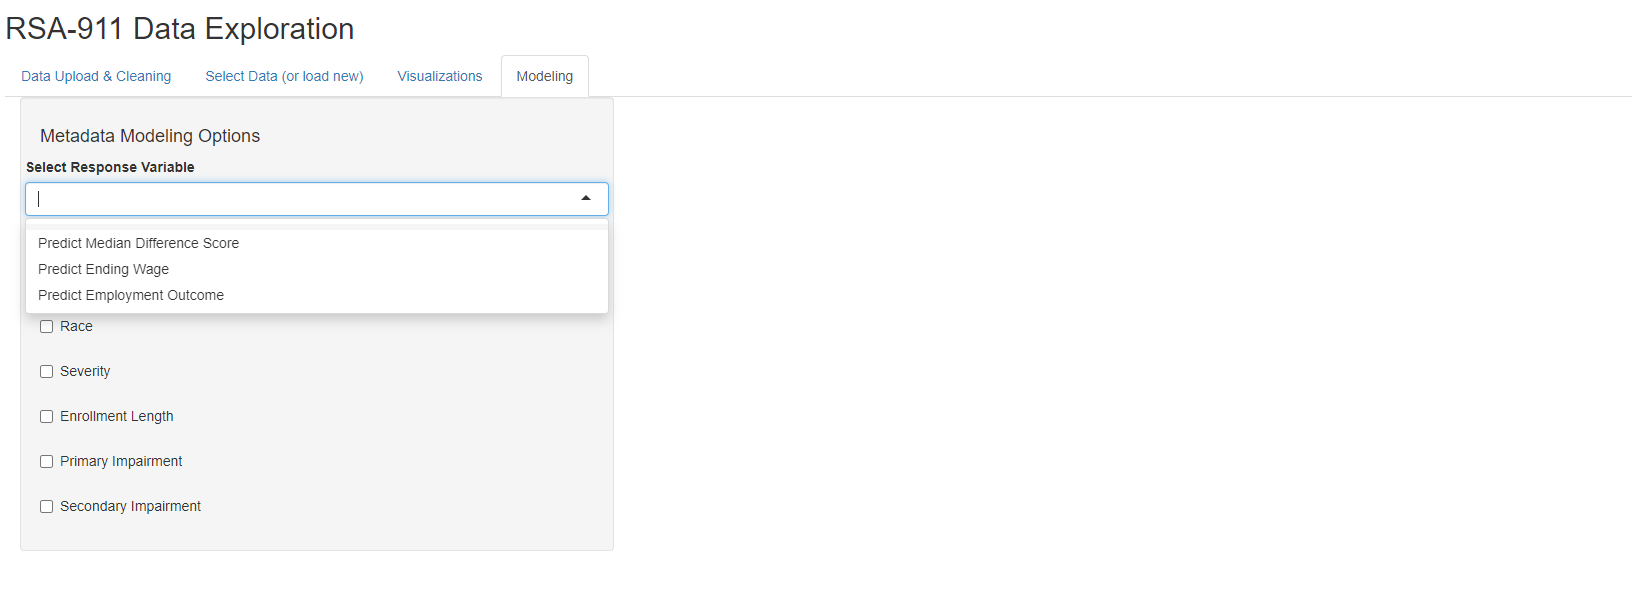 RSA-911 Data Exploration
Data Upload & Cleaning Select Data (or load new) Visualizations Modeling
Metadata Modeling Options
Select Response Variable
Predict Median Difference Score
Predict Ending Wage
Predict Employment Outcome
Race
Severity
Enrollment Length
Primary Impairment
Secondary Impairment